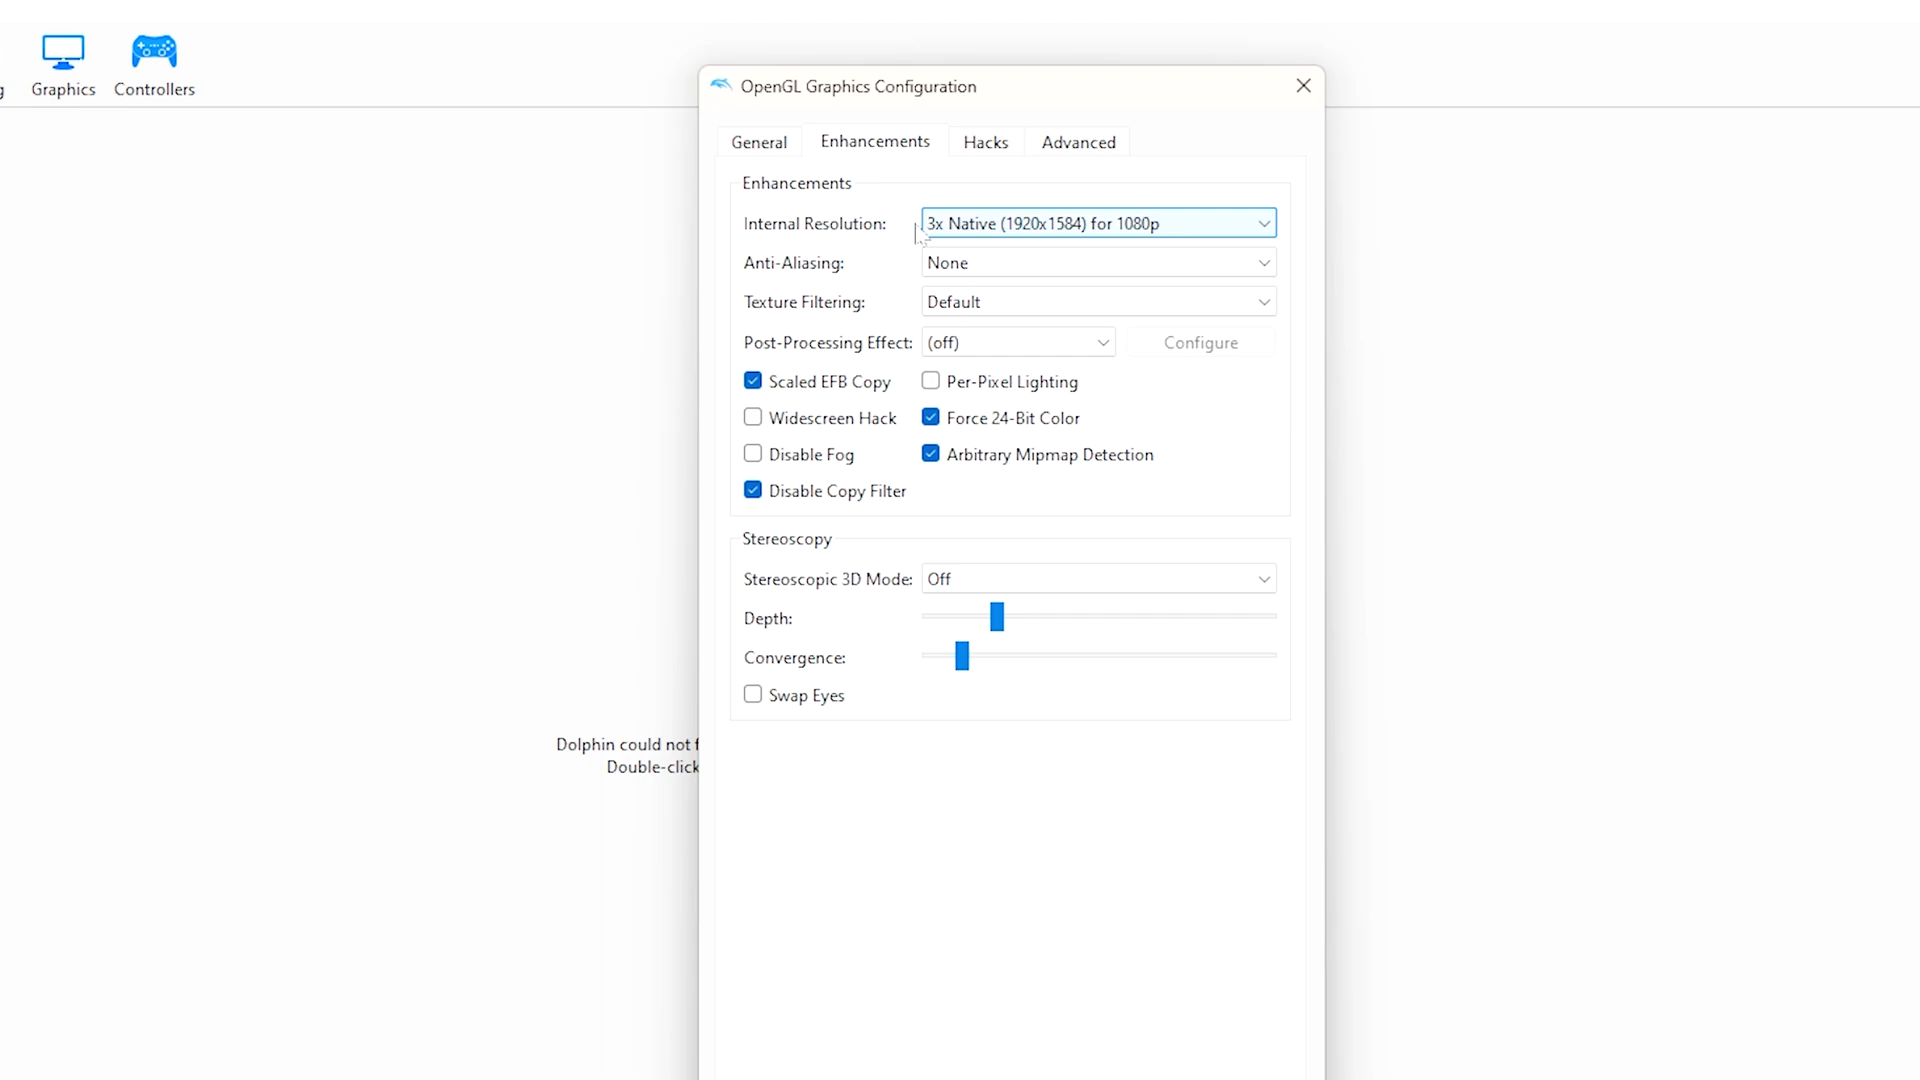 g Graphics Controllers
OpenGL Graphics Configuration
General Enhancements Hacks Advanced
Enhancements
Internal Resolution: 3x Native (1920x1584) for 1080p
Anti-Aliasing: None
Texture Filtering: Default
Post-Processing Effect: (off) Configure
Scaled EFB Copy Per-Pixel Lighting
Widescreen Hack Force 24-Bit Color
Disable Fog Arbitrary Mipmap Detection
Disable Copy Filter
Stereoscopy
Stereoscopic 3D Mode: Off
Depth:
Convergence:
Swap Eyes
Dolphin could not f
Double-click